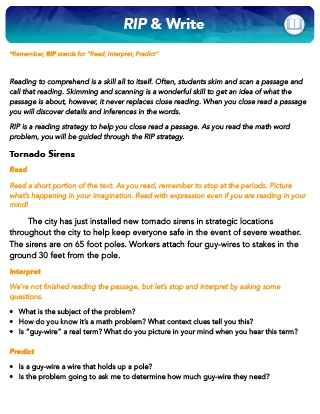 RIP & Write
*Remember, RIP stands for "Read, Interpret, Predict"
Reading to comprehend is a skill all to itself. Often, students skim and scan a passage and
call that reading. Skimming and scanning is a wonderful skill to get an idea of what the
passage is about, however, it never replaces close reading. When you close read a passage
you will discover details and inferences in the words.
RIP is a reading strategy to help you close read a passage. As you read the math word
problem, you will be guided through the RIP strategy.
Tornado Sirens
Read
Read a short portion of the text. As you read, remember to stop at the periods. Picture
what's happening in your imagination. Read with expression even if you are reading in your
mind!
The city has just installed new tornado sirens in strategic locations
throughout the city to help keep everyone safe in the event of severe weather.
The sirens are on 65 foot poles. Workers attach four guy-wires to stakes in the
ground 30 feet from the pole.
Interpret
We're not finished reading the passage, but let's stop and interpret by asking some
questions.
• What is the subject of the problem?
• How do you know it's a math problem? What context clues tell you this?
• Is "guy-wire" a real term? What do you picture in your mind when you hear this term?
Predict
• Is a guy-wire a wire that holds up a pole?
• Is the problem going to ask me to determine how much guy-wire they need?